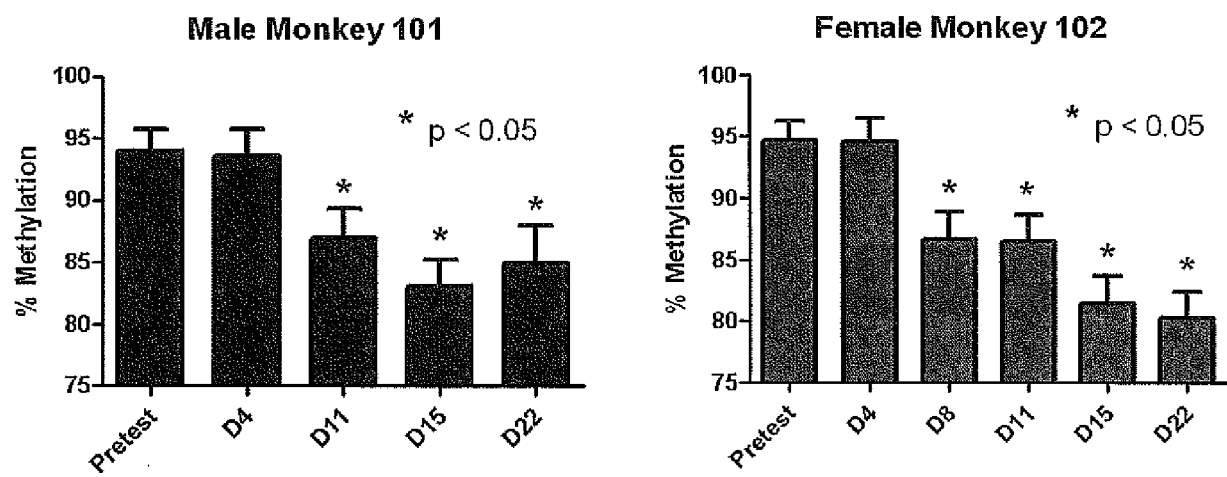 Male Monkey 101
% Methylation
100
95
90
85
80
75
* p < 0.05
*
*
*
Pretest
D4
D11
D15
D22
Female Monkey 102
% Methylation
100
95
90
85
80
75
* p < 0.05
*
*
*
*
Pretest
D4
D8
D11
D15
D22